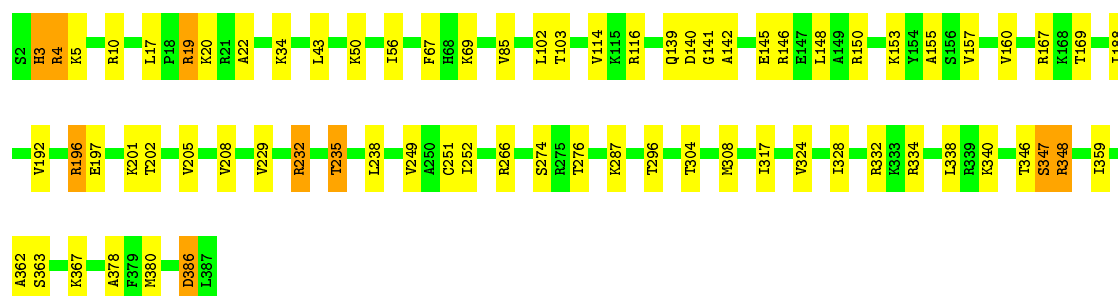 S2 H3 R4 K5 R10 L17 P18 R19 K20 R21 A22 K34 L43 K50 I56 F67 H68 K69 V85 L102 T103 V114 K115 R116 Q139 D140 G141 A142 E145 R146 E147 L148 A149 R150 K153 Y154 A155 S156 V157 V160 R167 K168 T169 I188
V192 R196 E197 K201 T202 V205 V208 V229 R232 T235 L238 V249 A250 C251 I252 R266 S274 R275 T276 K287 T296 T304 M308 I317 V324 I328 R332 K333 R334 L338 R339 K340 T346 S347 R348 I359
A362 S363 K367 A378 F379 M380 D386 L387